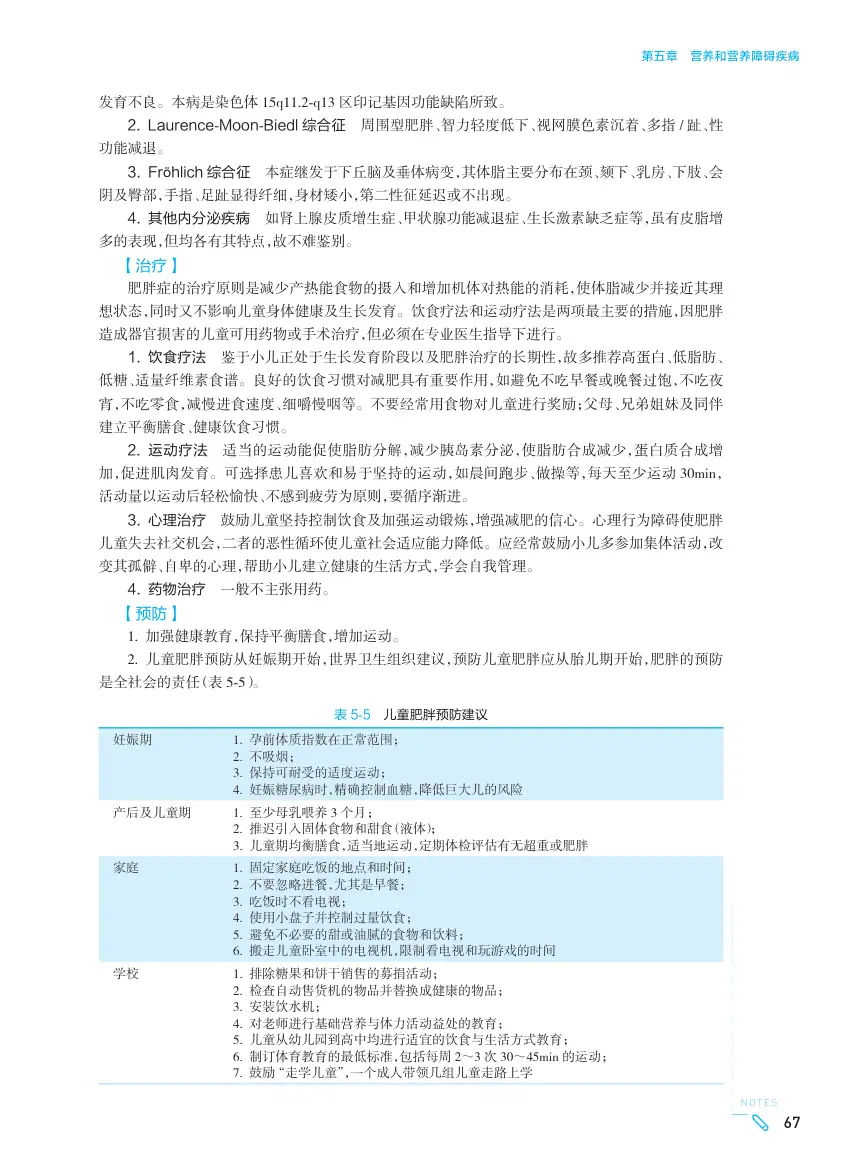 第五章 营养和营养障碍疾病
发育不良。本病是染色体 15q11.2-q13 区印记基因功能缺陷所致。
2. Laurence-Moon-Biedl 综合征 周围型肥胖、智力轻度低下、视网膜色素沉着、多指 / 趾、性
功能减退。
3. Fröhlich 综合征 本症继发于下丘脑及垂体病变,其体脂主要分布在颈、颏下、乳房、下肢、会
阴及臀部,手指、足趾显得纤细,身材矮小,第二性征延迟或不出现。
4. 其他内分泌疾病 如肾上腺皮质增生症、甲状腺功能减退症、生长激素缺乏症等,虽有皮脂增
多的表现,但均各有其特点,故不难鉴别。
【治疗】
肥胖症的治疗原则是减少产热能食物的摄入和增加机体对热能的消耗,使体脂减少并接近其理
想状态,同时又不影响儿童身体健康及生长发育。饮食疗法和运动疗法是两项最主要的措施,因肥胖
造成器官损害的儿童可用药物或手术治疗,但必须在专业医生指导下进行。
1. 饮食疗法 鉴于小儿正处于生长发育阶段以及肥胖治疗的长期性,故多推荐高蛋白、低脂肪、
低糖、适量纤维素食谱。良好的饮食习惯对减肥具有重要作用,如避免不吃早餐或晚餐过饱,不吃夜
宵,不吃零食,减慢进食速度、细嚼慢咽等。不要经常用食物对儿童进行奖励;父母、兄弟姐妹及同伴
建立平衡膳食、健康饮食习惯。
2. 运动疗法 适当的运动能促使脂肪分解,减少胰岛素分泌,使脂肪合成减少,蛋白质合成增
加,促进肌肉发育。可选择患儿喜欢和易于坚持的运动,如晨间跑步、做操等,每天至少运动 30min,
活动量以运动后轻松愉快、不感到疲劳为原则,要循序渐进。
3. 心理治疗 鼓励儿童坚持控制饮食及加强运动锻炼,增强减肥的信心。心理行为障碍使肥胖
儿童失去社交机会,二者的恶性循环使儿童社会适应能力降低。应经常鼓励小儿多参加集体活动,改
变其孤僻、自卑的心理,帮助小儿建立健康的生活方式,学会自我管理。
4. 药物治疗 一般不主张用药。
【预防】
1. 加强健康教育,保持平衡膳食,增加运动。
2. 儿童肥胖预防从妊娠期开始,世界卫生组织建议,预防儿童肥胖应从胎儿期开始,肥胖的预防
是全社会的责任(表 5-5)。
表 5-5 儿童肥胖预防建议
妊娠期 1. 孕前体质指数在正常范围;
2. 不吸烟;
3. 保持可耐受的适度运动;
4. 妊娠糖尿病时,精确控制血糖,降低巨大儿的风险
产后及儿童期 1. 至少母乳喂养 3 个月;
2. 推迟引入固体食物和甜食(液体);
3. 儿童期均衡膳食,适当地运动,定期体检评估有无超重或肥胖
家庭 1. 固定家庭吃饭的地点和时间;
2. 不要忽略进餐,尤其是早餐;
3. 吃饭时不看电视;
4. 使用小盘子并控制过量饮食;
5. 避免不必要的甜或油腻的食物和饮料;
6. 搬走儿童卧室中的电视机,限制看电视和玩游戏的时间
学校 1. 排除糖果和饼干销售的募捐活动;
2. 检查自动售货机的物品并替换成健康的物品;
3. 安装饮水机;
4. 对老师进行基础营养与体力活动益处的教育;
5. 儿童从幼儿园到高中均进行适宜的饮食与生活方式教育;
6. 制订体育教育的最低标准,包括每周 2～3 次 30～45min 的运动;
7. 鼓励“走学儿童”,一个成人带领几组儿童走路上学
NOTES
67